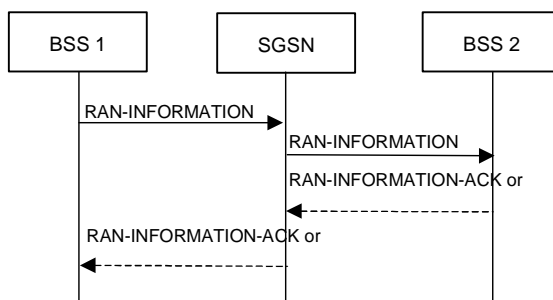 BSS 1
SGSN
BSS 2
RAN-INFORMATION
RAN-INFORMATION
RAN-INFORMATION-ACK or
RAN-INFORMATION-ACK or